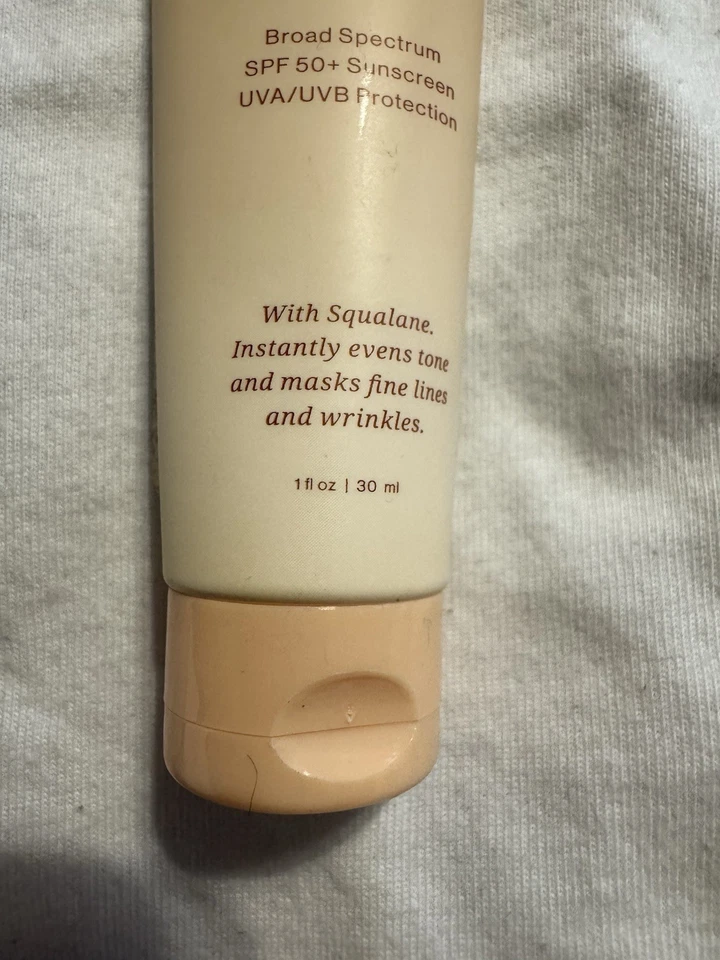 Broad Spectrum
SPF 50+ Sunscreen
UVA/UVB Protection
With Squalane.
Instantly evens tone
and masks fine lines
and wrinkles.
1 fl oz | 30 ml